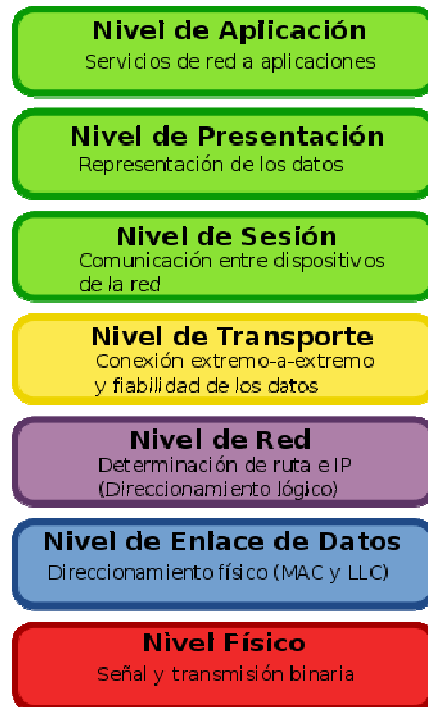 Nivel de Aplicación
Servicios de red a aplicaciones
Nivel de Presentación
Representación de los datos
Nivel de Sesión
Comunicación entre dispositivos
de la red
Nivel de Transporte
Conexión extremo-a-extremo
y fiabilidad de los datos
Nivel de Red
Determinación de ruta e IP
(Direccionamiento lógico)
Nivel de Enlace de Datos
Direccionamiento físico (MAC y LLC)
Nivel Físico
Señal y transmisión binaria